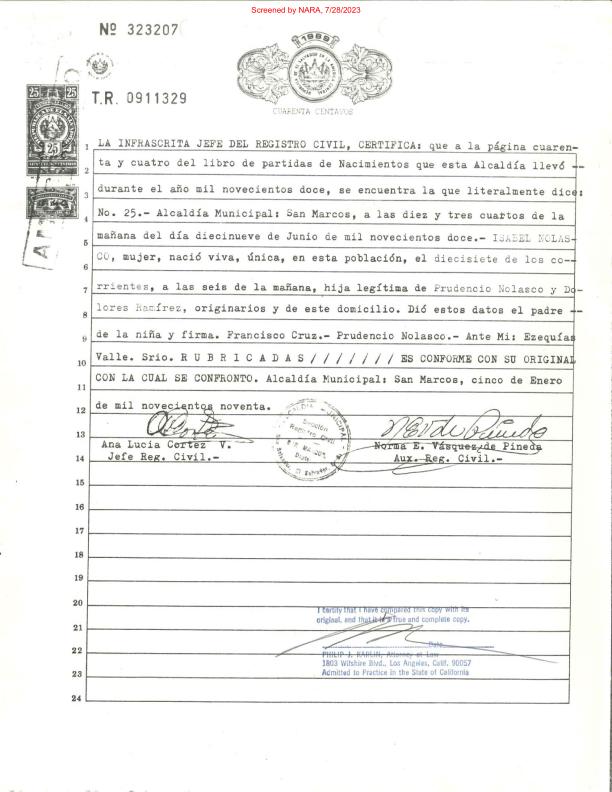 Screened by NARA, 7/28/2023
Nº 323207
1989
25 25
25
T.R. 0911329
CUARENTA CENTAVOS
1 LA INFRASCRITA JEFE DEL REGISTRO CIVIL, CERTIFICA: que a la página cuaren-
2 ta y cuatro del libro de partidas de Nacimientos que esta Alcaldía llevó --
3 durante el año mil novecientos doce, se encuentra la que literalmente dice:
4 No. 25.- Alcaldía Municipal: San Marcos, a las diez y tres cuartos de la
5 mañana del día diecinueve de Junio de mil novecientos doce.- ISABEL NOLAS-
6 CO, mujer, nació viva, única, en esta población, el diecisiete de los co--
7 rrientes, a las seis de la mañana, hija legítima de Prudencio Nolasco y Do-
8 lores Ramírez, originarios y de este domicilio. Dió estos datos el padre --
9 de la niña y firma. Francisco Cruz.- Prudencio Nolasco.- Ante Mi: Ezequías
10 Valle. Srio. R U B R I C A D A S / / / / / / / ES CONFORME CON SU ORIGINAL
11 CON LA CUAL SE CONFRONTO. Alcaldía Municipal: San Marcos, cinco de Enero
12 de mil novecientos noventa.
ALCALDIA MUNICIPAL
Sección
Registro Civil
13 Ana Lucia Cortez V. Norma E. Vásquez de Pineda
14 Jefe Reg. Civil.- Aux. Reg. Civil.-
San Salvador, El Salvador,
15
16
17
18
19
20
I certify that I have compared this copy with its
original, and that it is a true and complete copy.
21
Date
22 PHILIP J. KARLIN, Attorney at Law
1803 Wilshire Blvd., Los Angeles, Calif. 90057
23 Admitted to Practice in the State of California
24